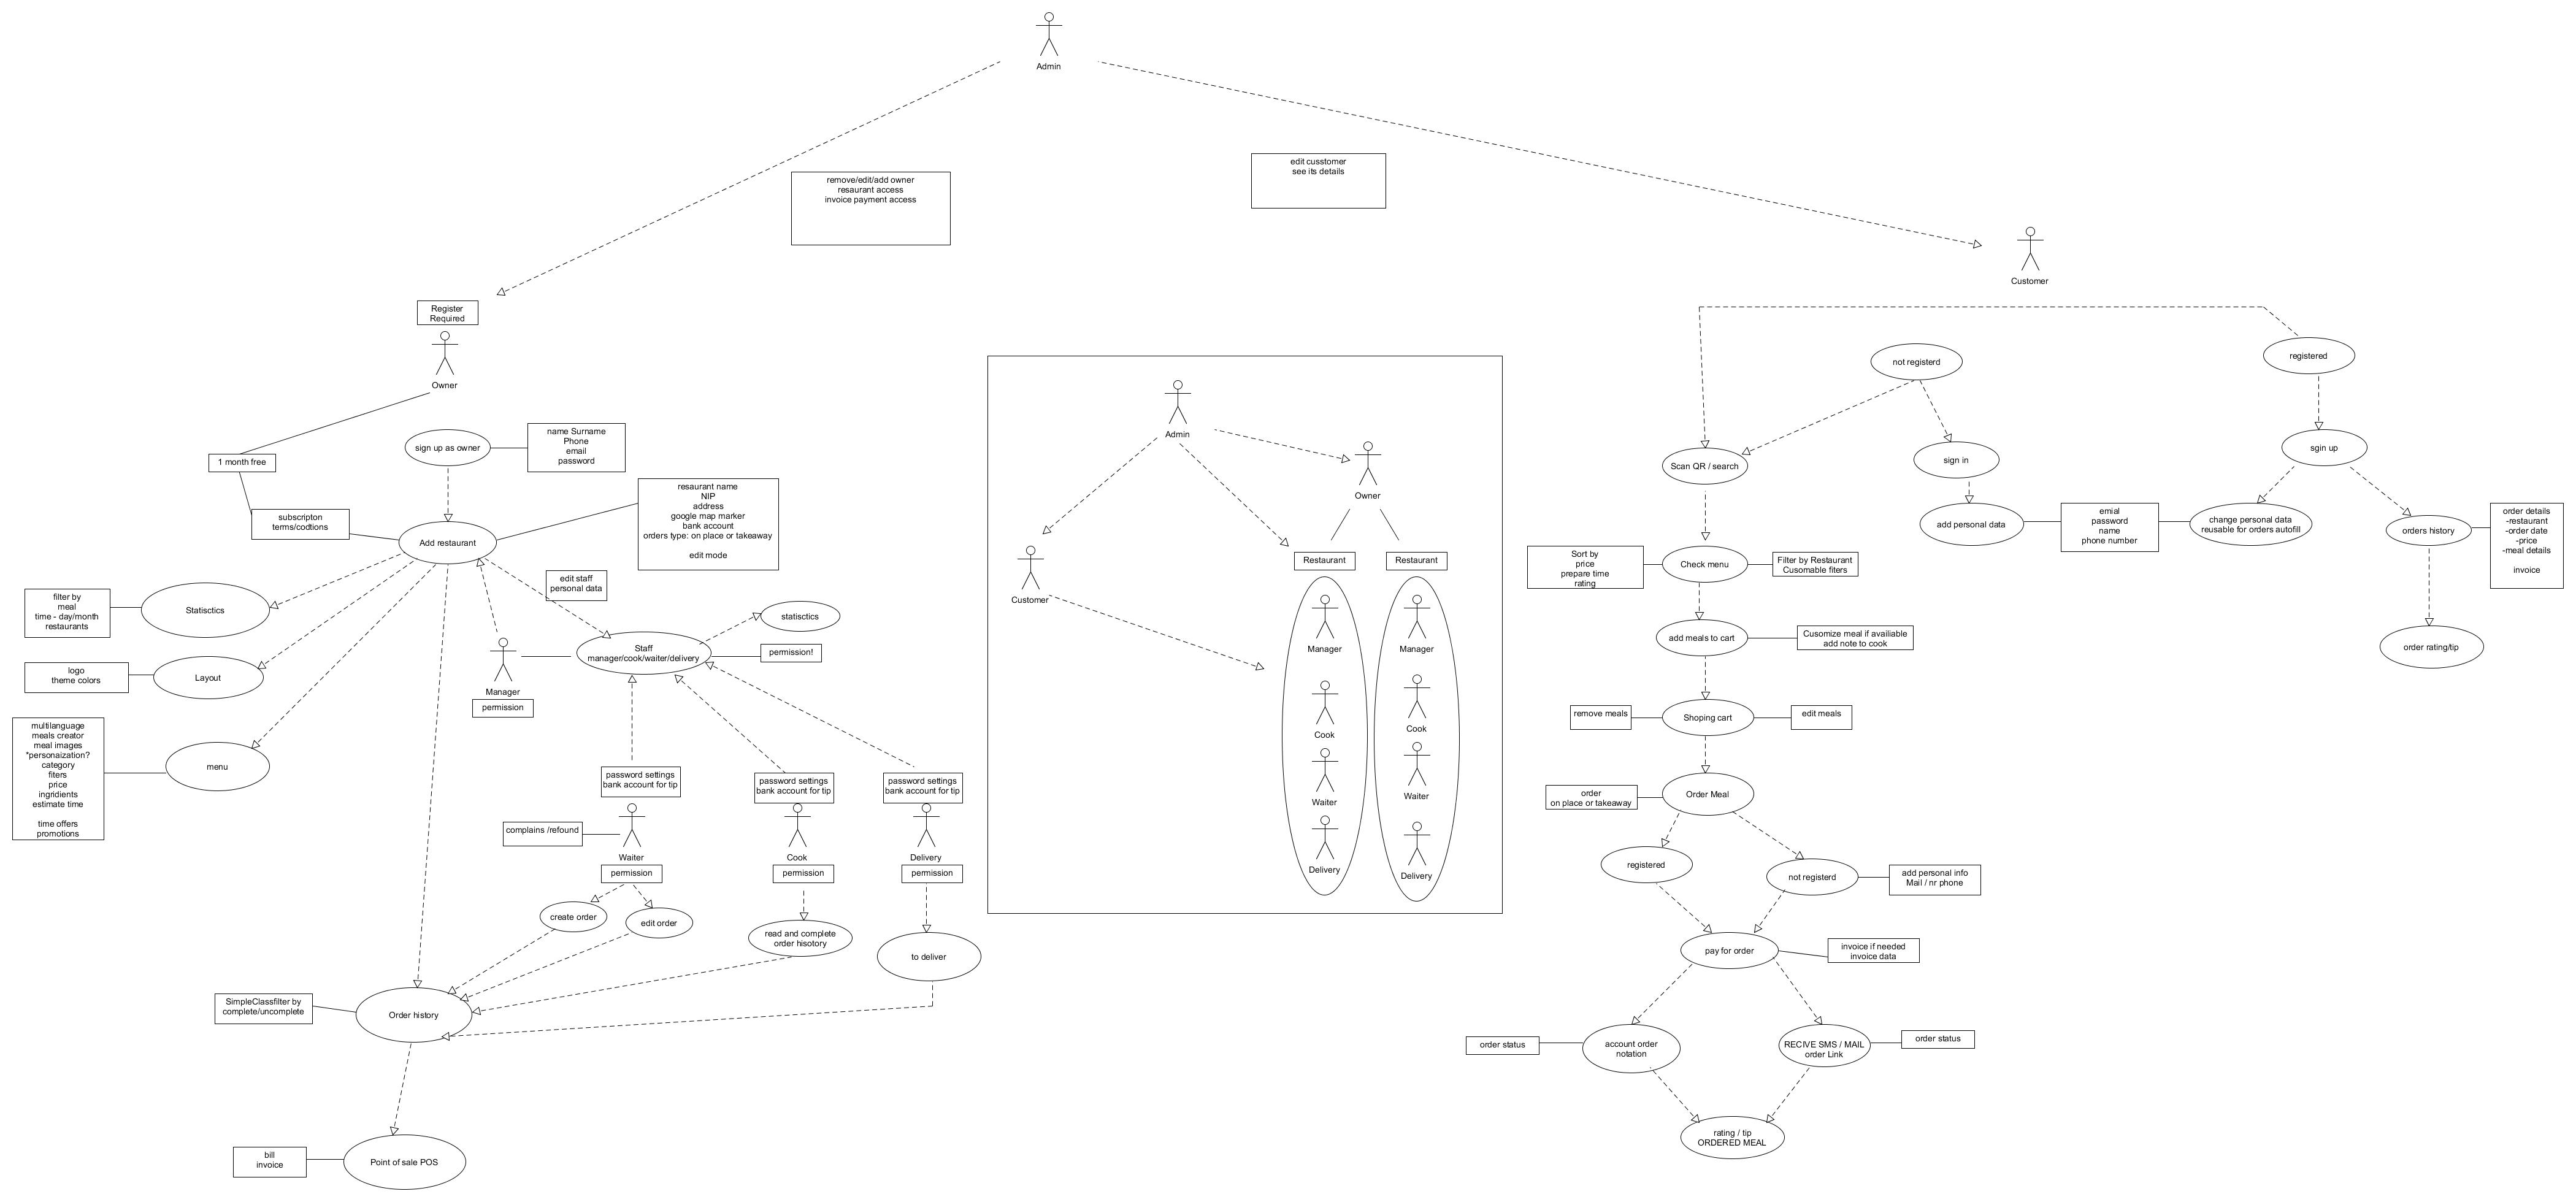 Admin
remove/edit/add owner
resaurant access
invoice payment access
edit cusstomer
see its details
Customer
Register
Required
Owner
1 month free
sign up as owner
name Surname
Phone
email
password
subscripton
terms/codtions
Add restaurant
resaurant name
NIP
address
google map marker
bank account
orders type: on place or takeaway
edit mode
edit staff
personal data
filter by
meal
time - day/month
restaurants
Statisctics
statisctics
Staff
manager/cook/waiter/delivery
permission!
logo
theme colors
Layout
Manager
permission
multilanguage
meals creator
meal images
*personaization?
category
fiters
price
ingridients
estimate time
time offers
promotions
menu
password settings
bank account for tip
password settings
bank account for tip
password settings
bank account for tip
complains /refound
Waiter
permission
Cook
permission
Delivery
permission
create order
edit order
read and complete
order hisotory
to deliver
SimpleClassfilter by
complete/uncomplete
Order history
bill
invoice
Point of sale POS
Admin
Owner
Customer
Restaurant
Restaurant
Manager
Manager
Cook
Cook
Waiter
Waiter
Delivery
Delivery
not registerd
registered
Scan QR / search
sign in
sgin up
add personal data
emial
password
name
phone number
change personal data
reusable for orders autofill
orders history
order details
-restaurant
-order date
-price
-meal details
invoice
order rating/tip
Sort by
price
prepare time
rating
Check menu
Filter by Restaurant
Cusomable fiters
add meals to cart
Cusomize meal if availiable
add note to cook
remove meals
Shoping cart
edit meals
order
on place or takeaway
Order Meal
registered
not registerd
add personal info
Mail / nr phone
pay for order
invoice if needed
invoice data
order status
account order
notation
RECIVE SMS / MAIL
order Link
order status
rating / tip
ORDERED MEAL